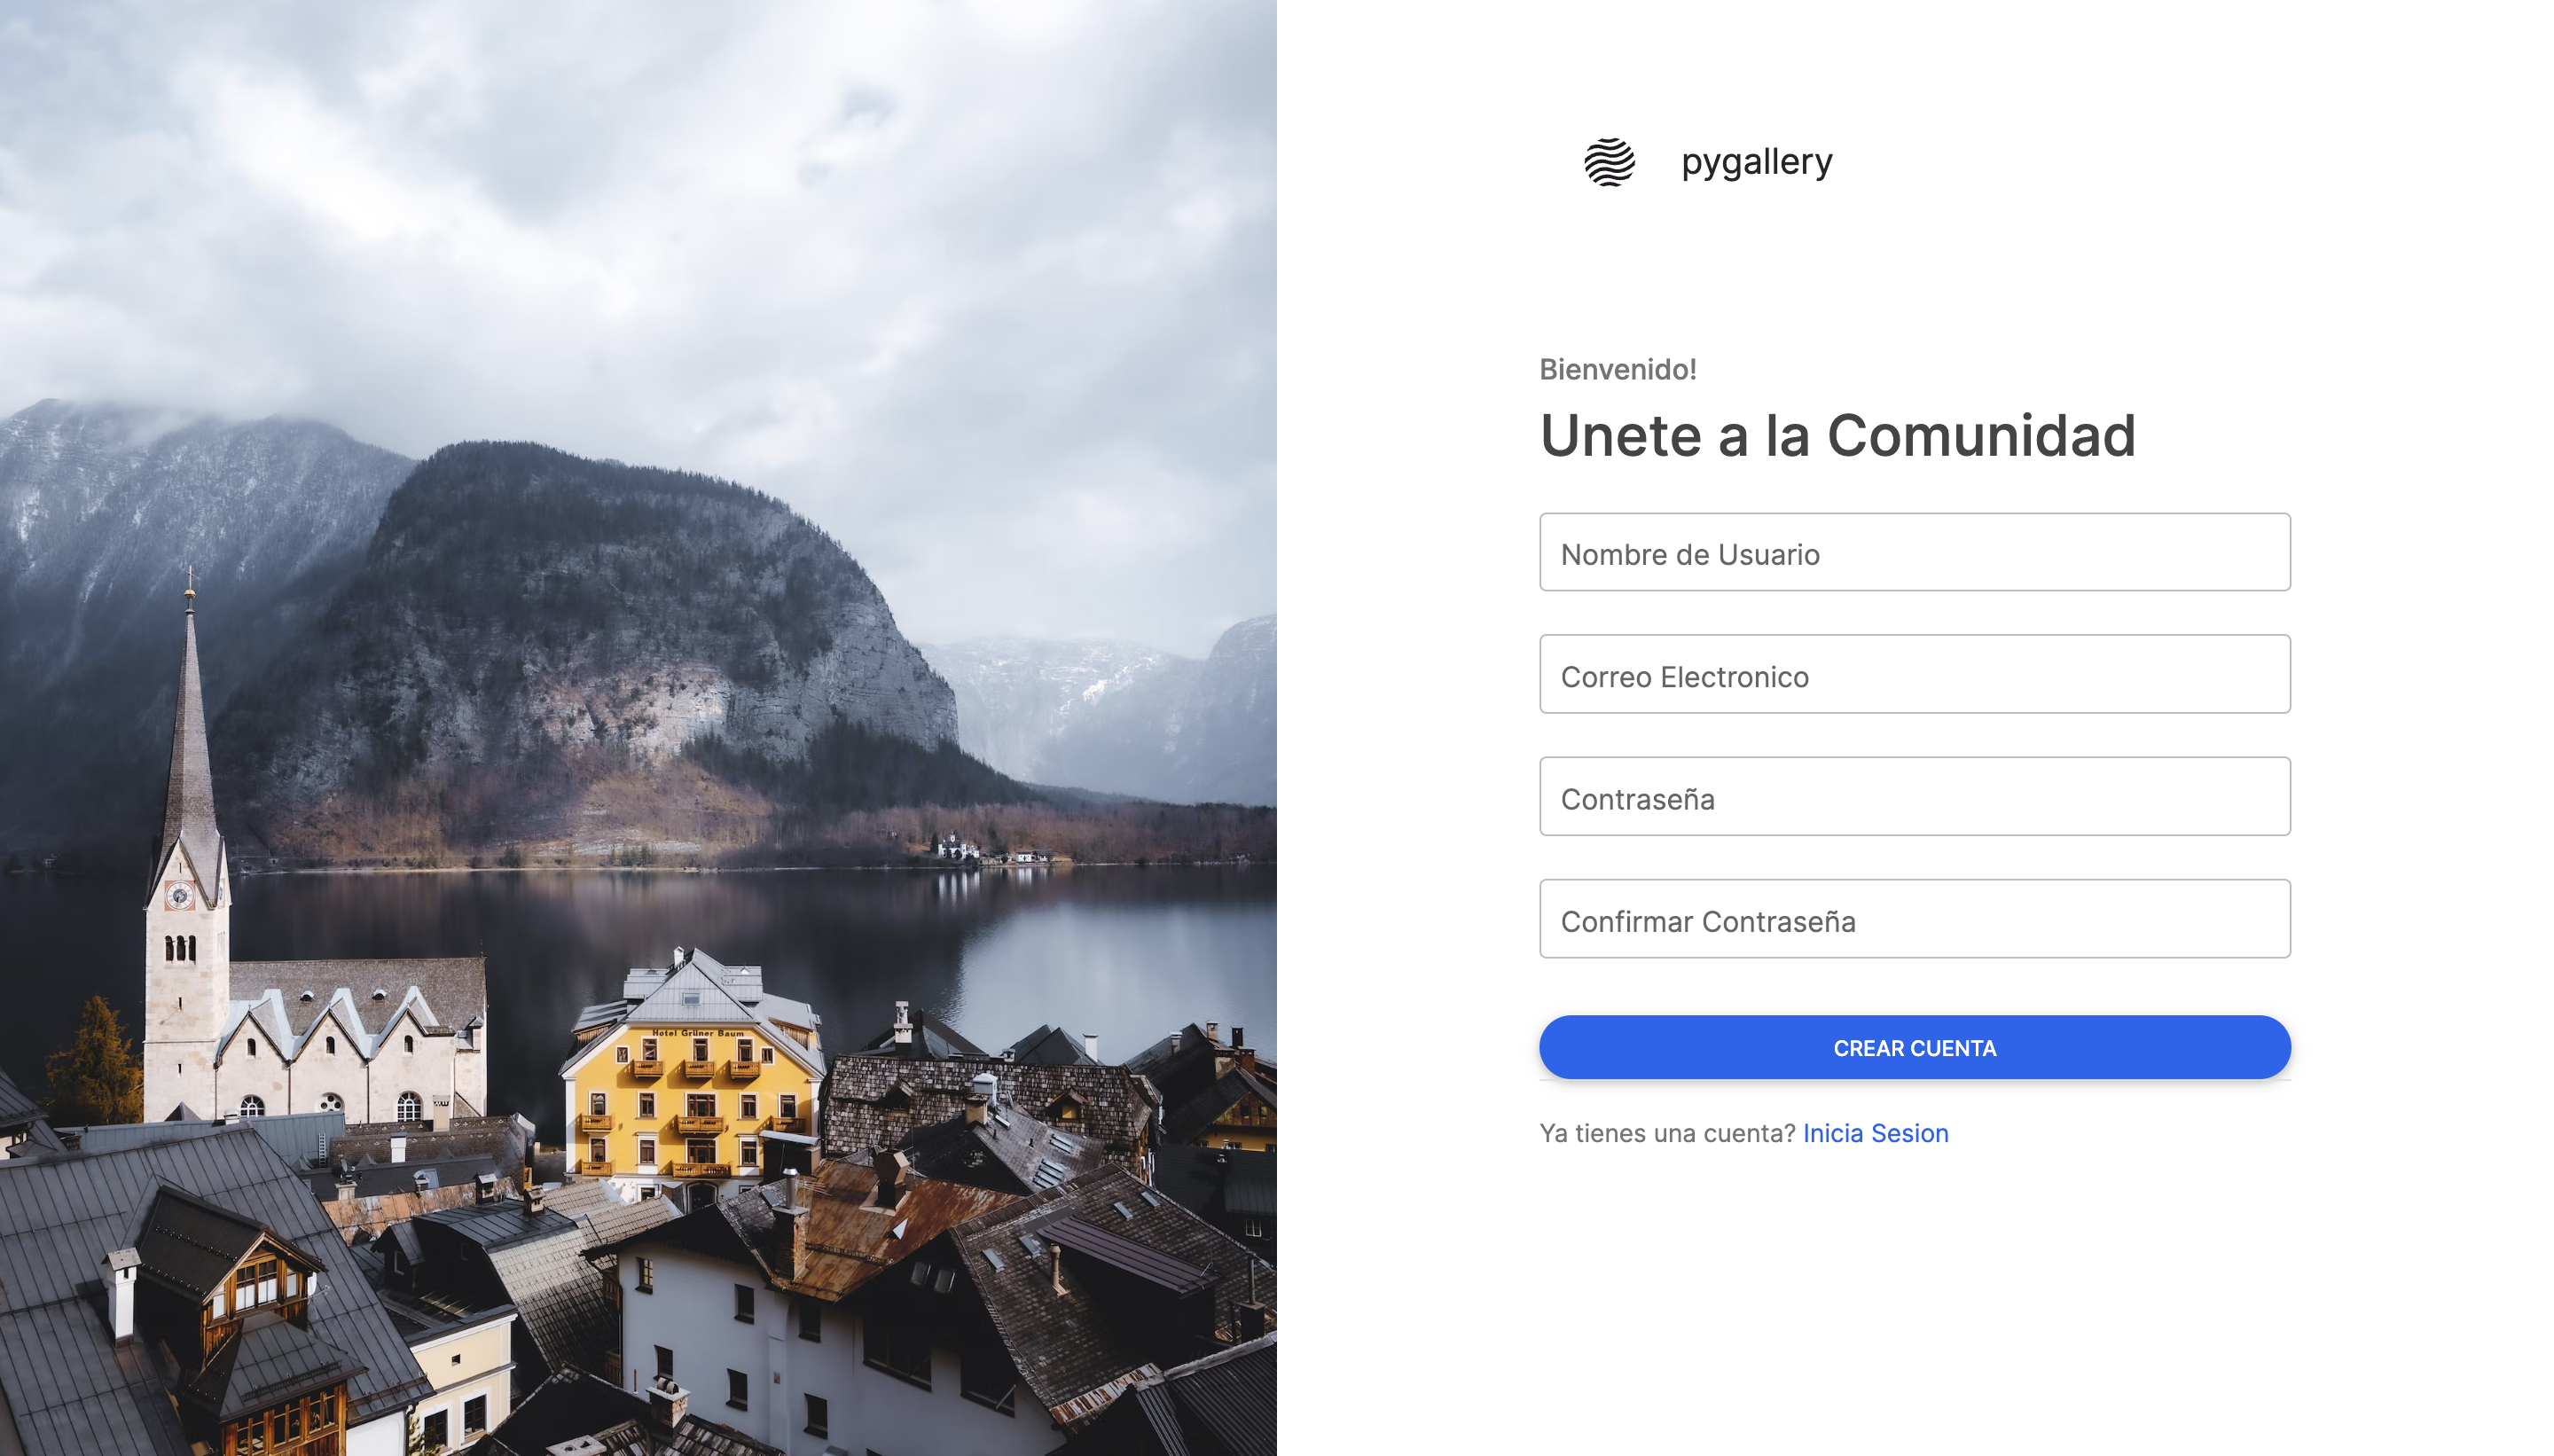 pygallery
Bienvenido!
Unete a la Comunidad
Nombre de Usuario
Correo Electronico
Contraseña
Confirmar Contraseña
CREAR CUENTA
Ya tienes una cuenta? Inicia Sesion
Hotel Grüner Baum